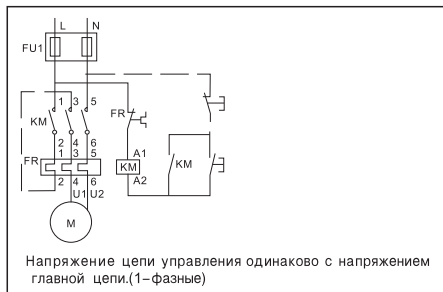 L N
FU1
1 3 5
KM
FR
2 4 6
A1
FR 1 3 5
KM
KM
A2
2 4 6
U1 U2
M
Напряжение цепи управления одинаково с напряжением
главной цепи.(1-фазные)